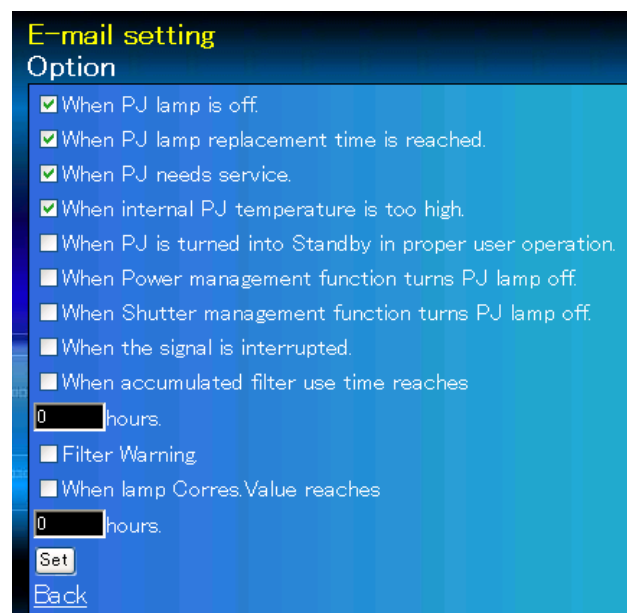 E-mail setting
Option
When PJ lamp is off.
When PJ lamp replacement time is reached.
When PJ needs service.
When internal PJ temperature is too high.
When PJ is turned into Standby in proper user operation.
When Power management function turns PJ lamp off.
When Shutter management function turns PJ lamp off.
When the signal is interrupted.
When accumulated filter use time reaches
0 hours.
Filter Warning
When lamp Corres.Value reaches
0 hours.
Set
Back